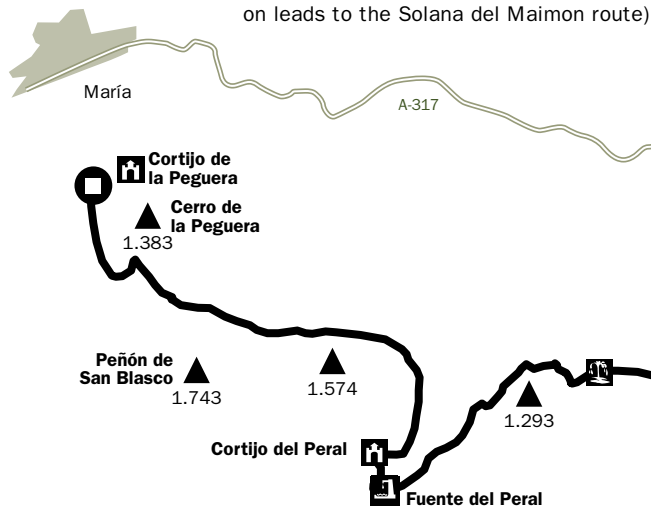 on leads to the Solana del Maimon route)
María
A-317
Cortijo de
la Peguera
Cerro de
la Peguera
1.383
Peñón de
San Blasco
1.743
1.574
1.293
Cortijo del Peral
Fuente del Peral